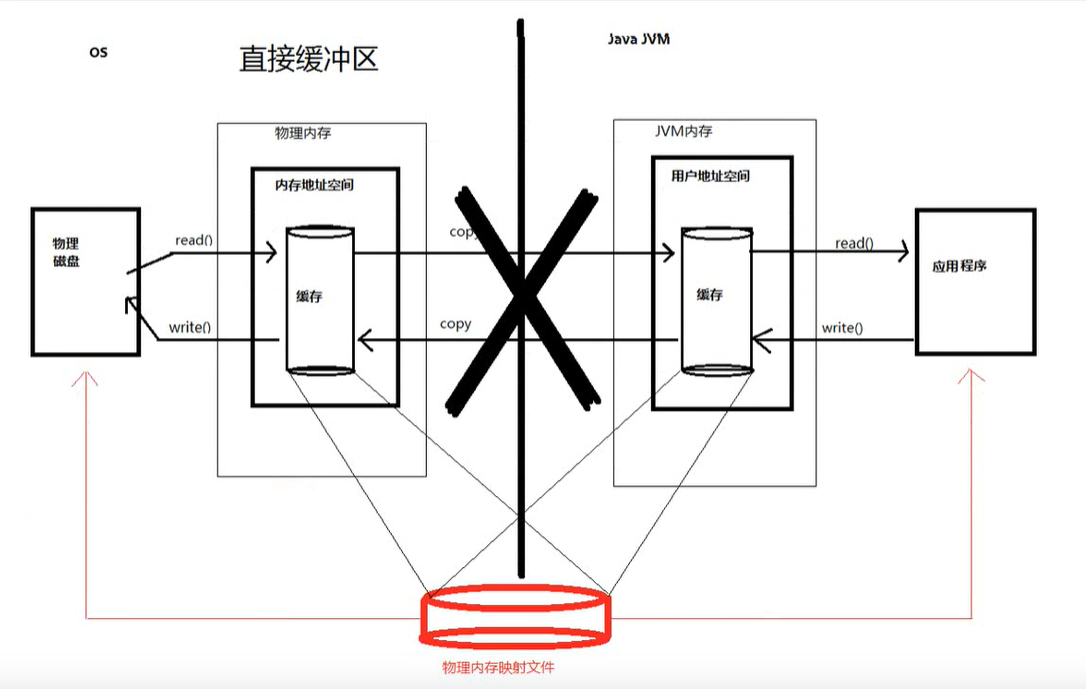 OS
直接缓冲区
Java JVM
物理内存
JVM内存
内存地址空间
用户地址空间
物理
磁盘
read()
copy
read()
应用程序
缓存
缓存
write()
copy
write()
物理内存映射文件